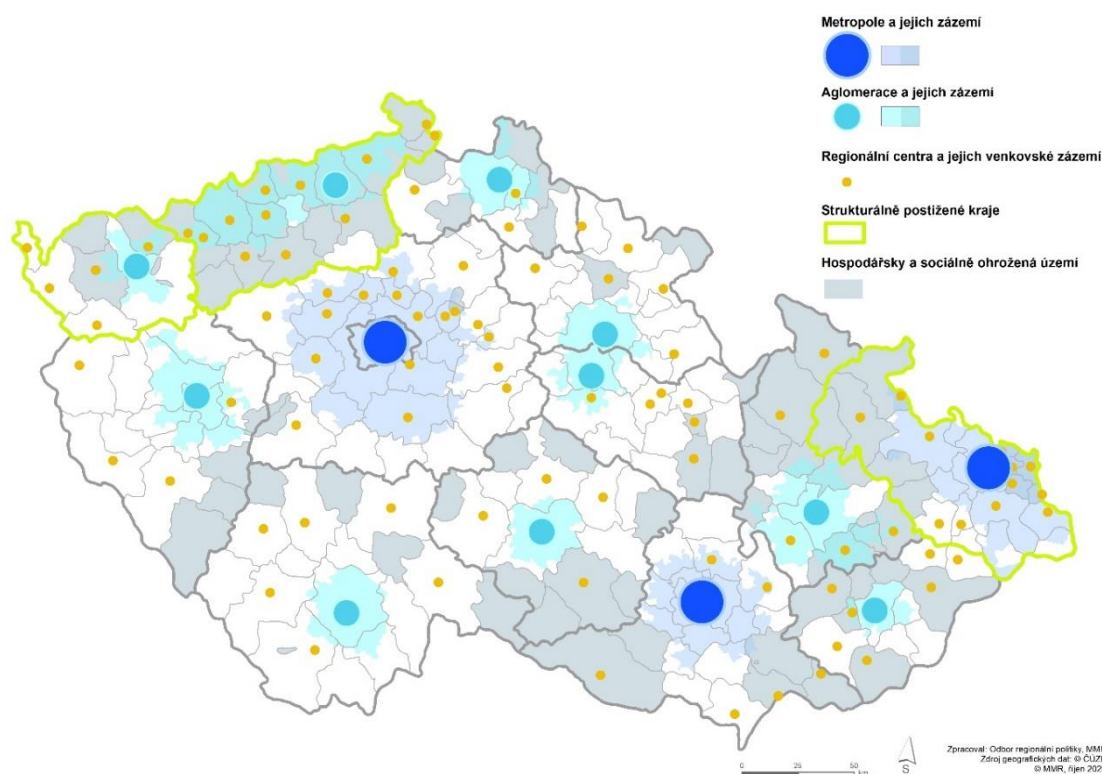 Metropole a jejich zázemí
Aglomerace a jejich zázemí
Regionální centra a jejich venkovské zázemí
Strukturálně postižené kraje
Hospodářsky a sociálně ohrožená území
0 25 50
km
S
Zpracoval: Odbor regionální politiky, MMR
Zdroj geografických dat: © ČÚZK
© MMR, říjen 202